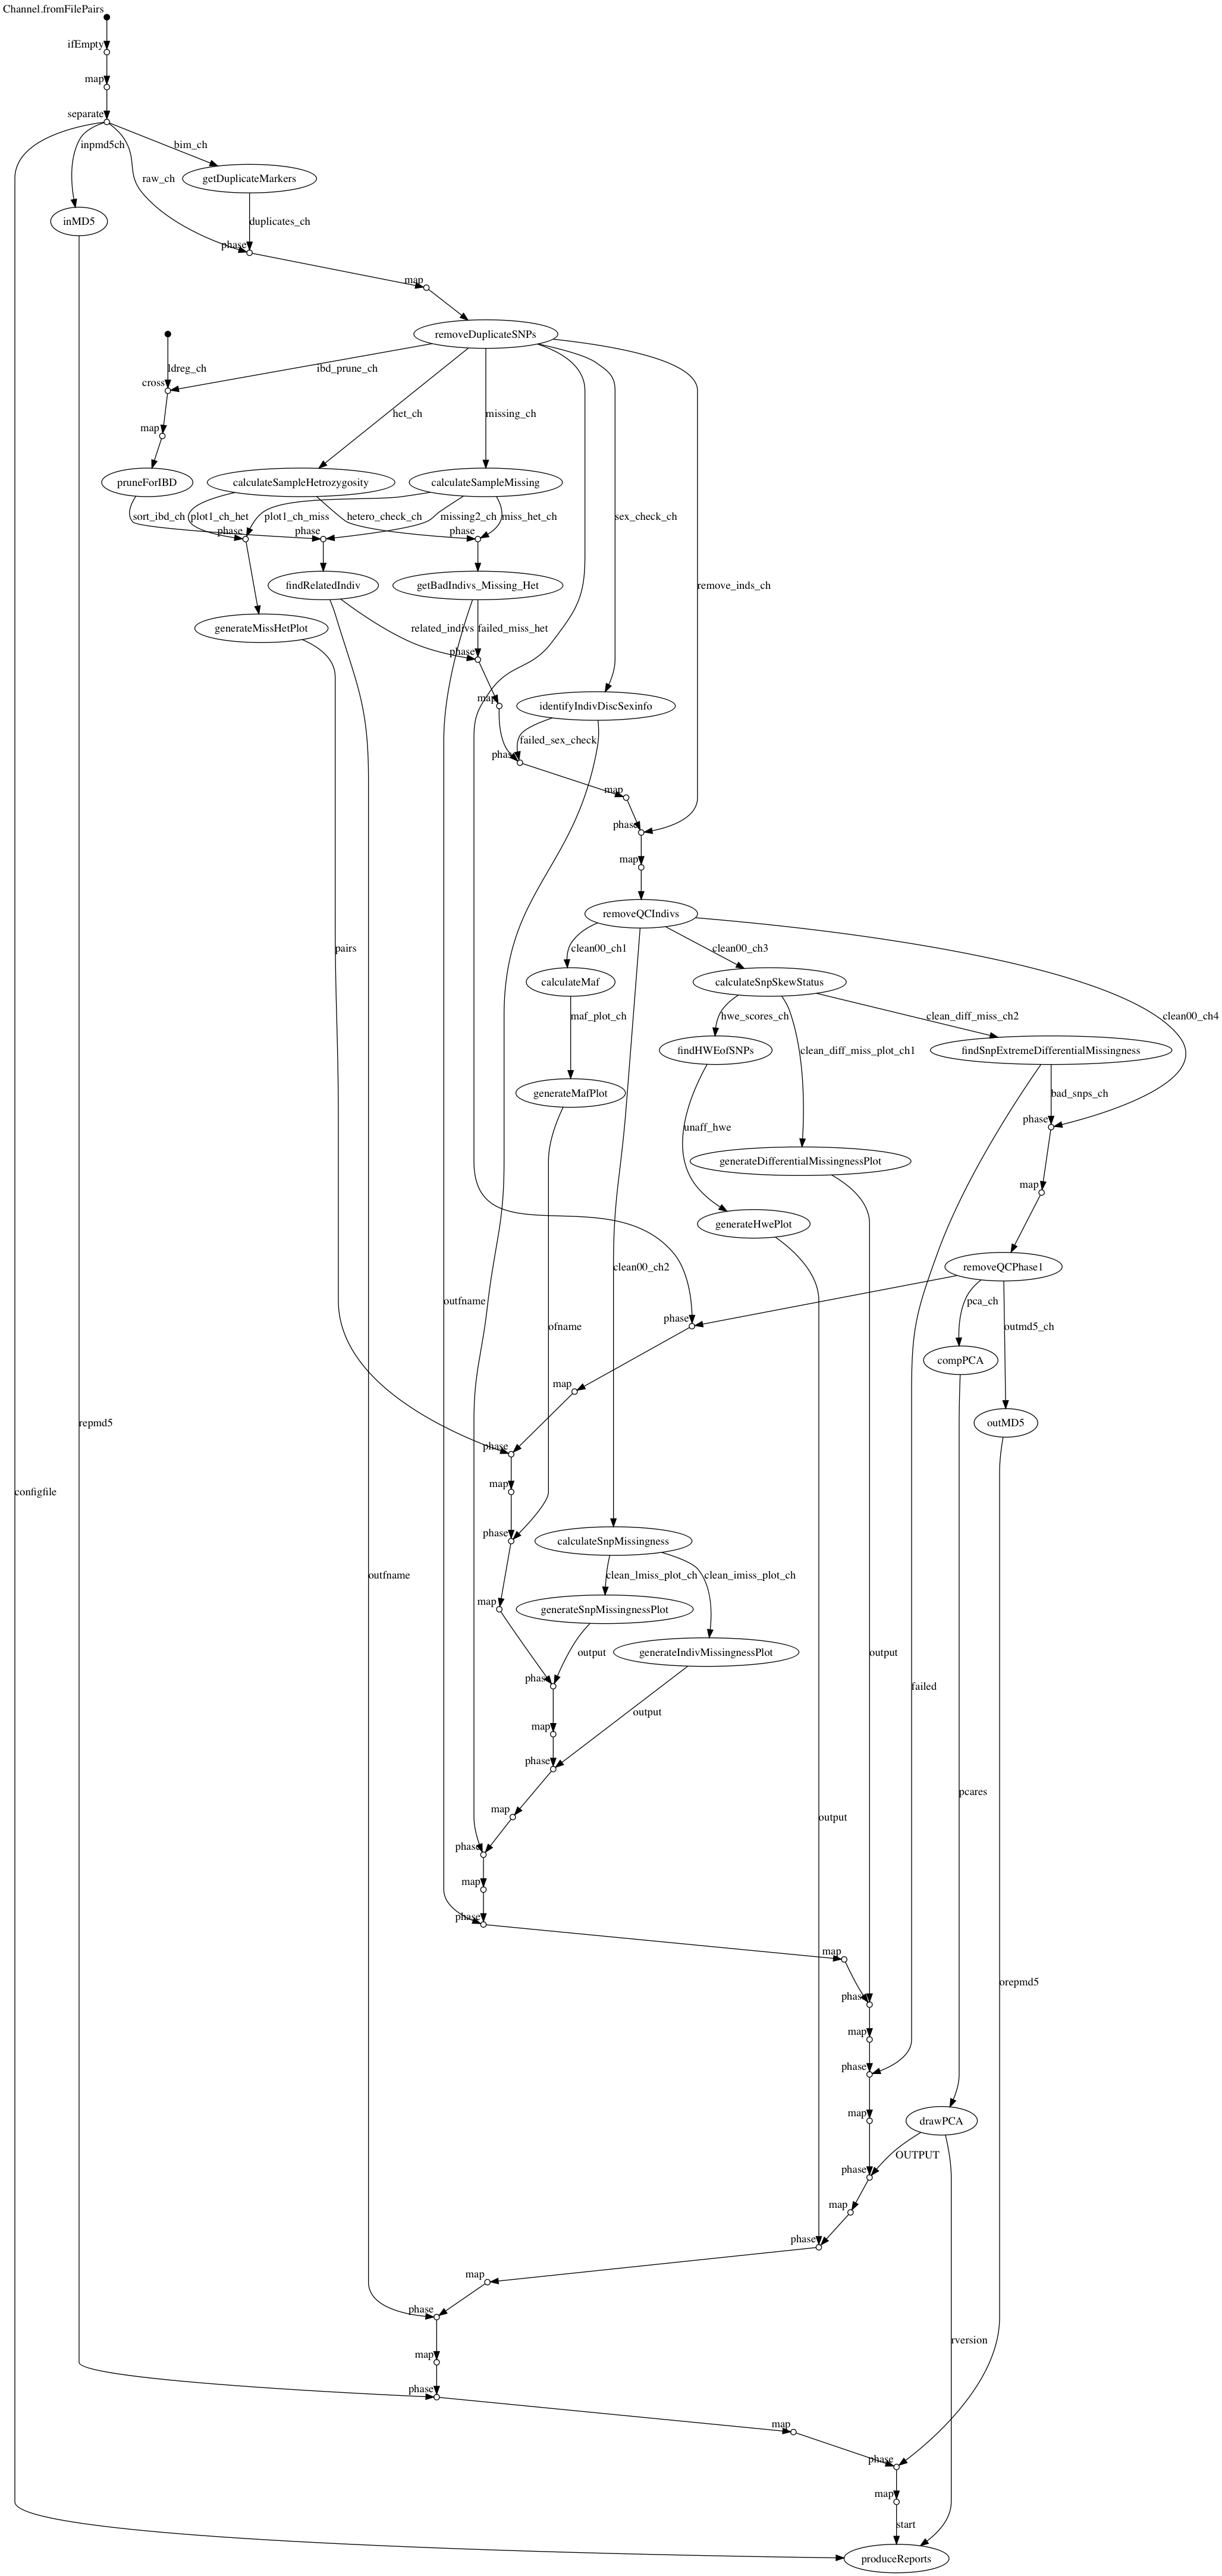 Channel.fromFilePairs
ifEmpty
map
separate
inpmd5ch
bim_ch
raw_ch
getDuplicateMarkers
inMD5
duplicates_ch
phase
map
removeDuplicateSNPs
ldreg_ch
ibd_prune_ch
cross
het_ch
missing_ch
map
pruneForIBD
calculateSampleHetrozygosity
calculateSampleMissing
sort_ibd_ch
plot1_ch_het
plot1_ch_miss
hetero_check_ch
missing2_ch
miss_het_ch
sex_check_ch
phase
phase
phase
findRelatedIndiv
getBadIndivs_Missing_Het
remove_inds_ch
generateMissHetPlot
related_indivs
failed_miss_het
phase
map
identifyIndivDiscSexinfo
failed_sex_check
phase
map
phase
map
removeQCIndivs
pairs
clean00_ch1
clean00_ch3
calculateMaf
calculateSnpSkewStatus
maf_plot_ch
hwe_scores_ch
clean_diff_miss_ch2
clean00_ch4
findHWEofSNPs
clean_diff_miss_plot_ch1
findSnpExtremeDifferentialMissingness
generateMafPlot
bad_snps_ch
phase
unaff_hwe
generateDifferentialMissingnessPlot
map
generateHwePlot
clean00_ch2
removeQCPhase1
outfname
pca_ch
phase
ofname
outmd5_ch
compPCA
map
repmd5
outMD5
phase
map
configfile
phase
calculateSnpMissingness
outfname
clean_lmiss_plot_ch
clean_imiss_plot_ch
map
generateSnpMissingnessPlot
output
generateIndivMissingnessPlot
output
phase
failed
output
map
phase
pcares
map
output
phase
map
phase
map
orepmd5
phase
map
phase
map
drawPCA
OUTPUT
phase
map
phase
map
phase
rversion
map
phase
map
phase
map
start
produceReports